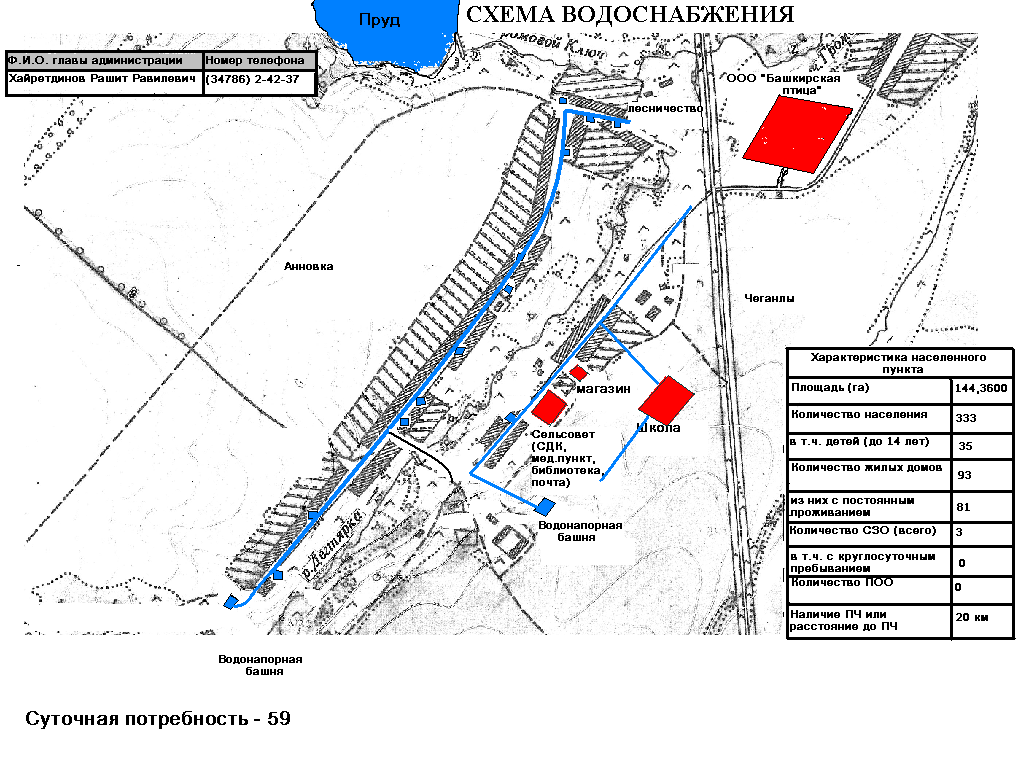 Пруд
СХЕМА ВОДОСНАБЖЕНИЯ
Ф.И.О. главы администрации Номер телефона
Хайретдинов Рашит Равилевич (34786) 2-42-37
Ключ
ООО "Башкирская
птица"
лесничество
Анновка
Чеганлы
магазин
Школа
Сельсовет
(СДК,
мед.пункт,
библиотека,
почта)
Водонапорная
башня
р.Дегтярка
Характеристика населенного
пункта
Площадь (га) 144,3600
Количество населения 333
в т.ч. детей (до 14 лет) 35
Количество жилых домов 93
из них с постоянным
проживанием 81
Количество СЗО (всего) 3
в т.ч. с круглосуточным
пребыванием 0
Количество ПОО 0
Наличие ПЧ или
расстояние до ПЧ 20 км
Водонапорная
башня
Суточная потребность - 59